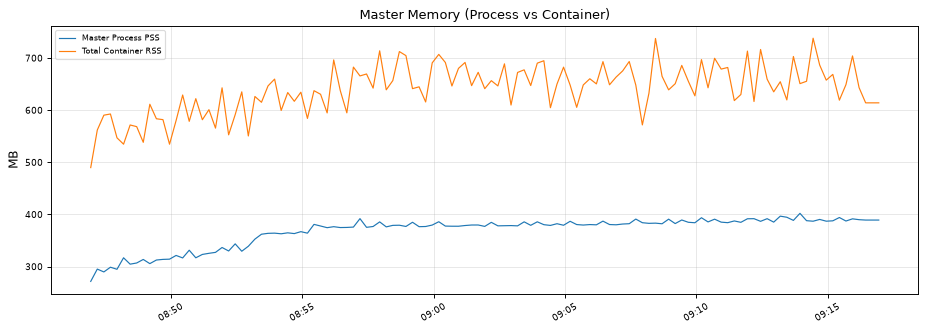 Master Memory (Process vs Container)
Master Process PSS
Total Container RSS
MB
700
600
500
400
300
08:50
08:55
09:00
09:05
09:10
09:15